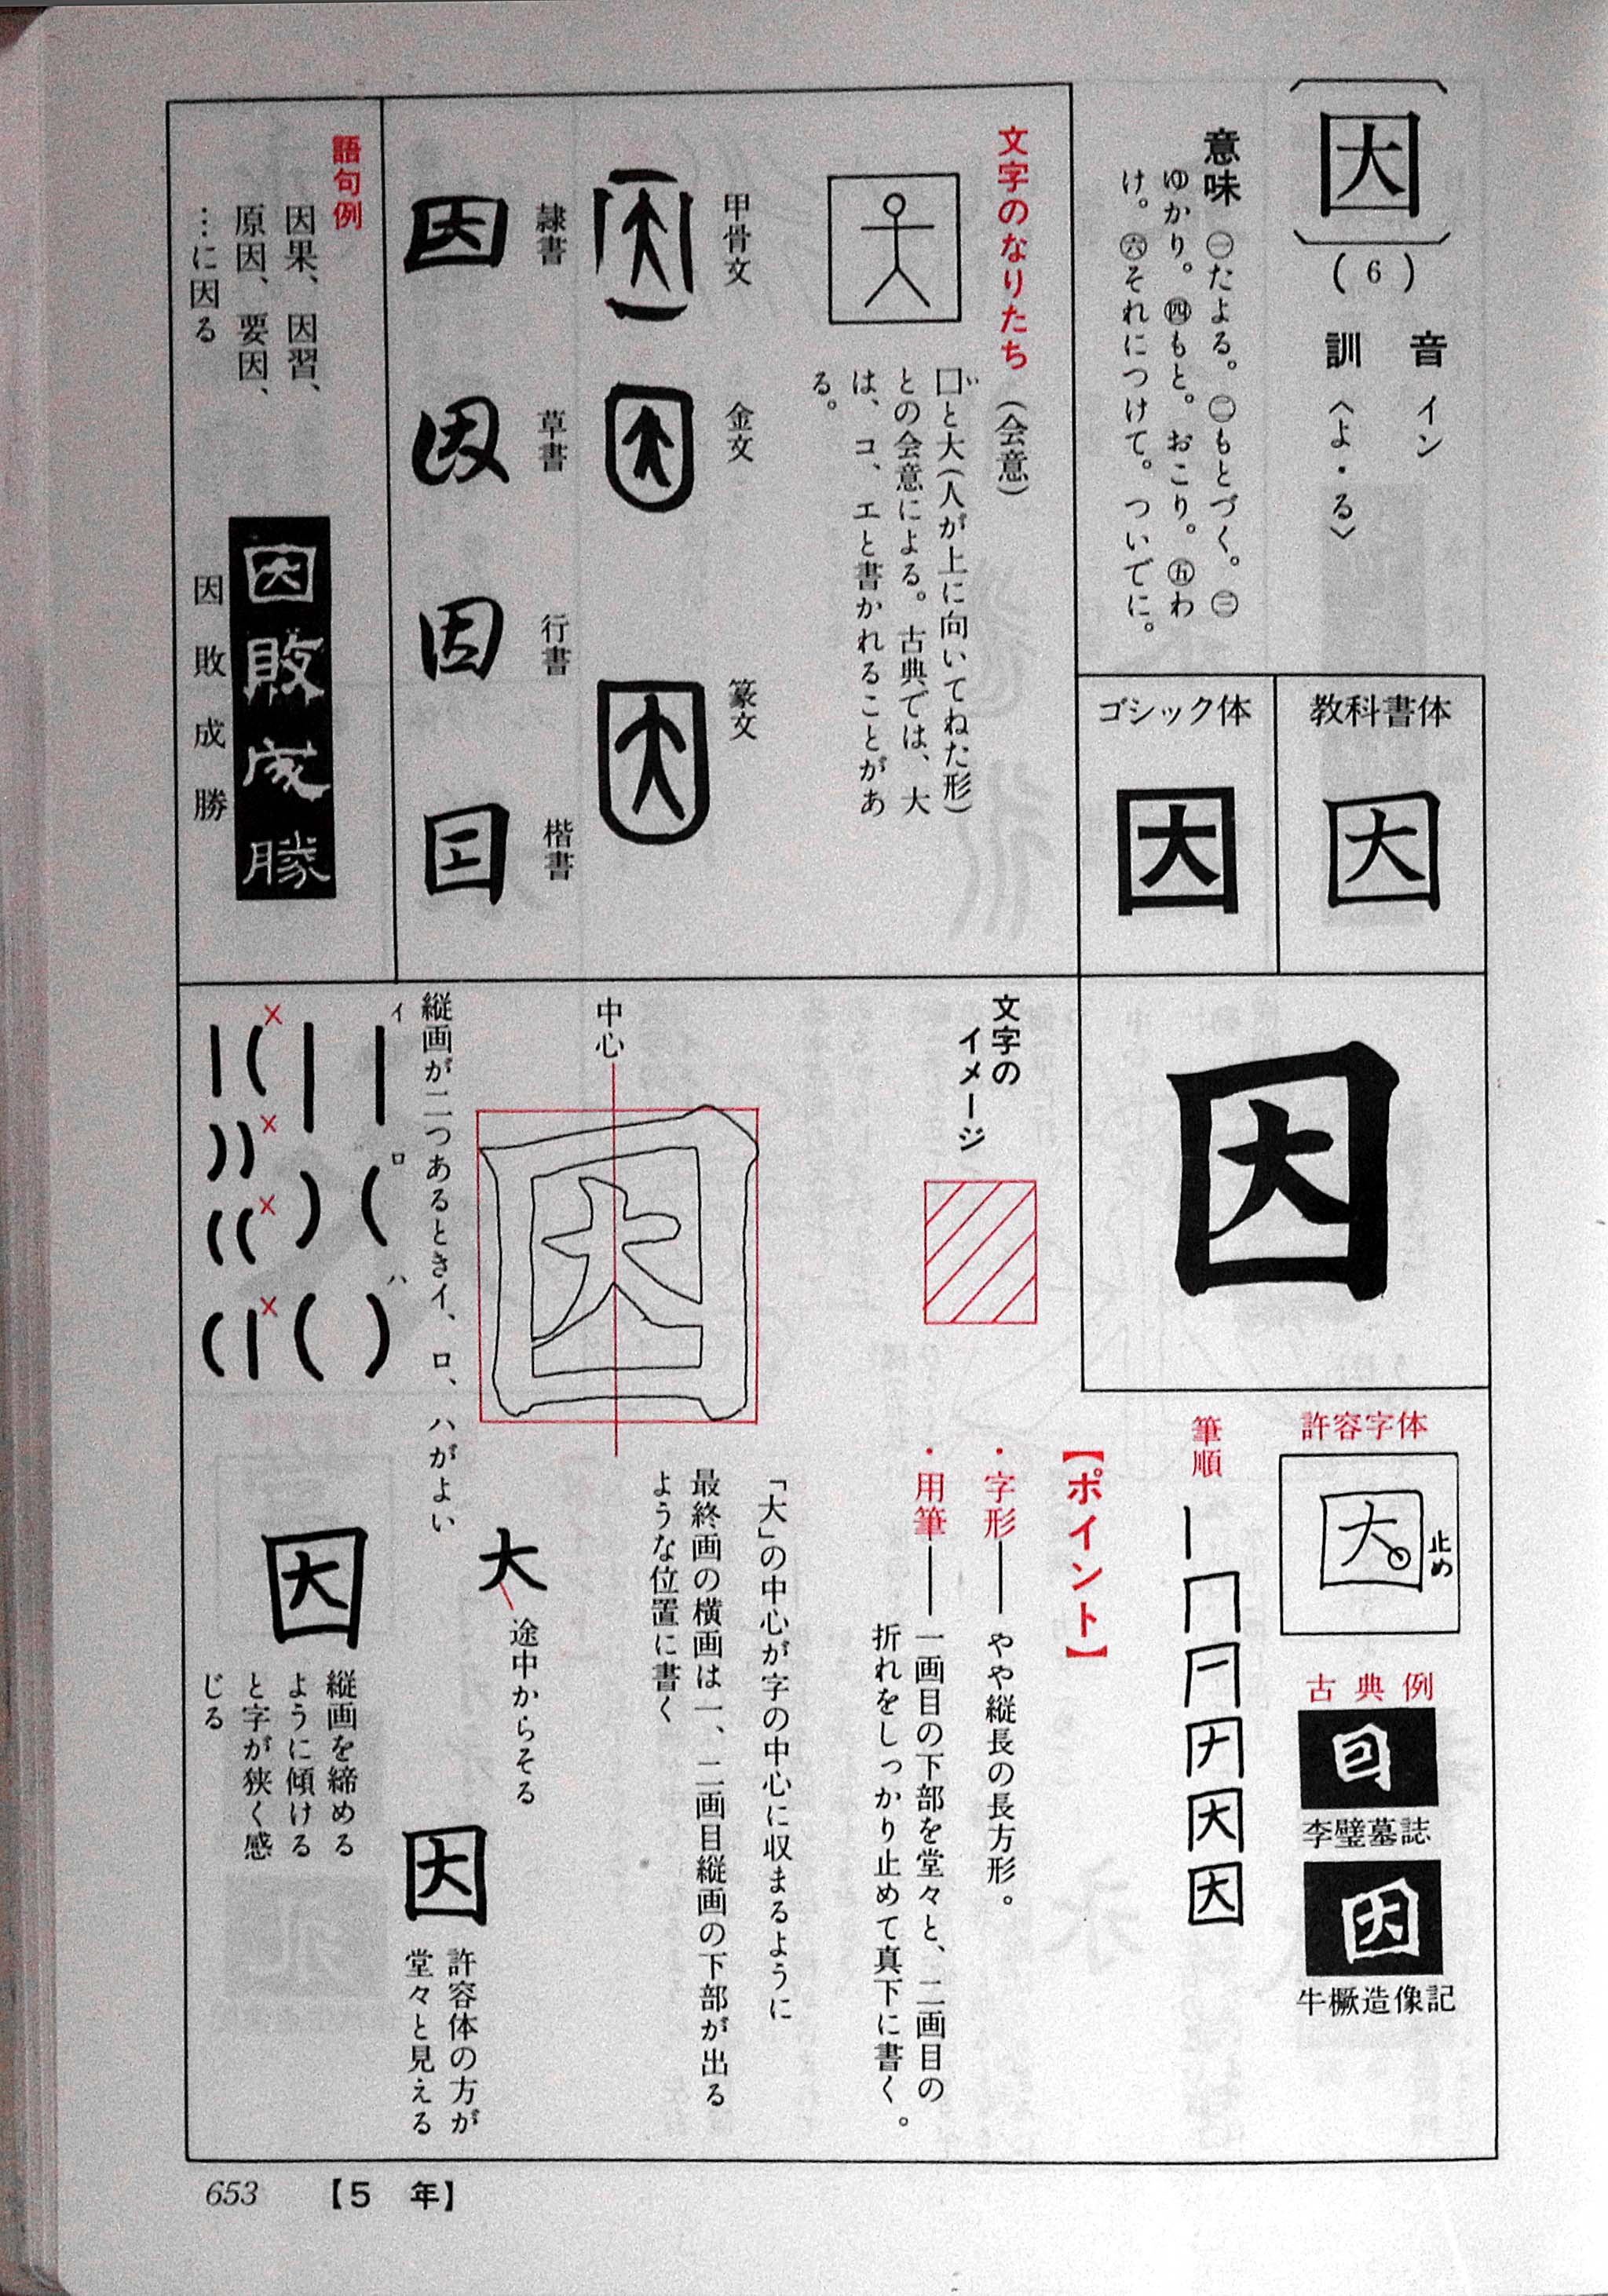 因
(6)
音 イン
訓 〈よ・る〉
意味 ㊀たよる。㊁もとづく。㊂
ゆかり。㊃もと。おこり。㊄わ
け。㊅それにつけて。ついでに。
教科書体
因
ゴシック体
因
文字のなりたち（会意）
囗と大（人が上に向いてねた形）
い
との会意による。古典では、大
は、コ、エと書かれることがあ
る。
甲骨文
金文
篆文
隷書
因
草書
因
行書
因
楷書
語句例
因果、因習、
原因、要因、
…に因る
因敗成勝
因敗成勝
因
許容字体
因
止め
古典例
李璧墓誌
因
牛橛造像記
筆順
因
【ポイント】
・字形――やや縦長の長方形。
・用筆――一画目の下部を堂々と、二画目の
折れをしっかり止めて真下に書く。
文字の
イメージ
「大」の中心が字の中心に収まるように
最終画の横画は一、二画目縦画の下部が出る
ような位置に書く
中心
因
大
途中からそる
因
許容体の方が
堂々と見える
縦画が二つあるときイ、ロ、ハがよい
イ
ロ
ハ
×
×
×
×
因
縦画を締める
ように傾ける
と字が狭く感
じる
653 【5 年】